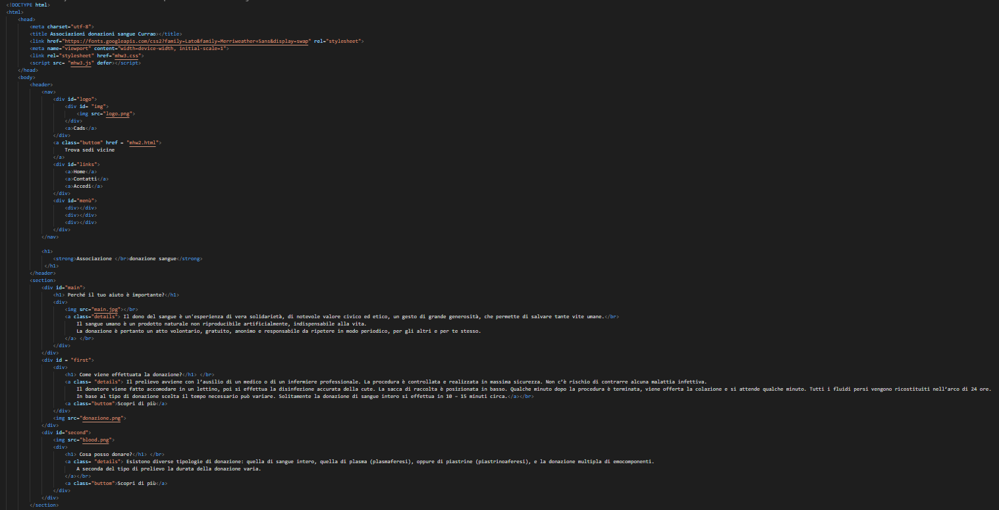 <!DOCTYPE html>
<html>
<head>
<meta charset="utf-8">
<title Associazioni donazioni sangue Currao></title>
<link href="https://fonts.googleapis.com/css2?family=Lato&family=Merriweather+Sans&display=swap" rel="stylesheet">
<meta name="viewport" content="width=device-width, initial-scale=1">
<link rel="stylesheet" href="mhw3.css">
<script src= "mhw3.js" defer></script>
</head>
<body>
<header>
<nav>
<div id="logo">
<div id= "img">
<img src="logo.png">
</div>
<a>Cads</a>
</div>
<a class="buttom" href = "mhw2.html">
Trova sedi vicine
</a>
<div id="links">
<a>Home</a>
<a>Contatti</a>
<a>Accedi</a>
</div>
<div id="menù">
<div></div>
<div></div>
<div></div>
</div>
</nav>
<h1>
<strong>Associazione </br>donazione sangue</strong>
</h1>
</header>
<section>
<div id="main">
<h1> Perché il tuo aiuto è importante?</h1>
<div>
<img src="main.jpg"></br>
<a class="details"> Il dono del sangue è un'esperienza di vera solidarietà, di notevole valore civico ed etico, un gesto di grande generosità, che permette di salvare tante vite umane.</br>
Il sangue umano è un prodotto naturale non riproducibile artificialmente, indispensabile alla vita.
La donazione è pertanto un atto volontario, gratuito, anonimo e responsabile da ripetere in modo periodico, per gli altri e per te stesso.
</a> </br>
</div>
</div>
<div id = "first">
<div>
<h1> Come viene effettuata la donazione?</h1> </br>
<a class= "details"> Il prelievo avviene con l'ausilio di un medico o di un infermiere professionale. La procedura è controllata e realizzata in massima sicurezza. Non c'è rischio di contrarre alcuna malattia infettiva.
Il donatore viene fatto accomodare in un lettino, poi si effettua la disinfezione accurata della cute. La sacca di raccolta è posizionata in basso. Qualche minuto dopo la procedura è terminata, viene offerta la colazione e si attende qualche minuto. Tutti i fluidi persi vengono ricostituiti nell'arco di 24 ore.
In base al tipo di donazione scelta il tempo necessario può variare. Solitamente la donazione di sangue intero si effettua in 10 – 15 minuti circa.</a></br>
<a class="buttom">Scopri di più</a>
</div>
<img src="donazione.png">
</div>
<div id="second">
<img src="blood.png">
<div>
<h1> Cosa posso donare?</h1> </br>
<a class= "details"> Esistono diverse tipologie di donazione: quella di sangue intero, quella di plasma (plasmaferesi), oppure di piastrine (piastrinoaferesi), e la donazione multipla di emocomponenti.
A seconda del tipo di prelievo la durata della donazione varia.
</a></br>
<a class="buttom">Scopri di più</a>
</div>
</div>
</section>